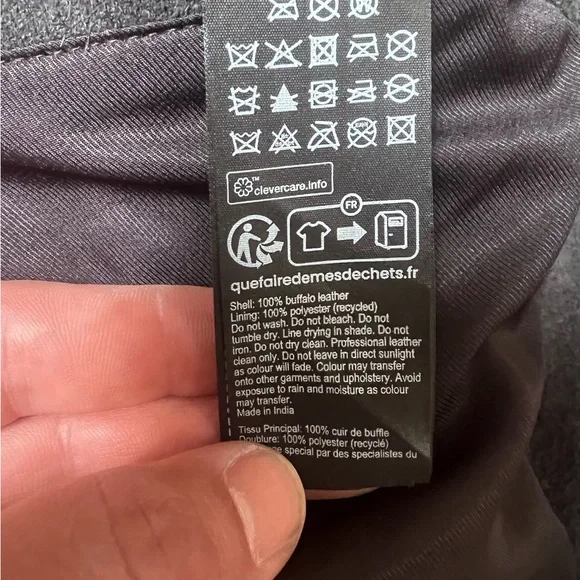 TM
clevercare.info
FR
quefairedemesdechets.fr
Shell: 100% buffalo leather
Lining: 100% polyester (recycled)
Do not wash. Do not bleach. Do not
tumble dry. Line drying in shade. Do not
iron. Do not dry clean. Professional leather
clean only. Do not leave in direct sunlight
as colour will fade. Colour may transfer
onto other garments and upholstery. Avoid
exposure to rain and moisture as colour
may transfer.
Made in India
Tissu Principal: 100% cuir de buffle
Doublure: 100% polyester (recyclé)
special par des specialistes du